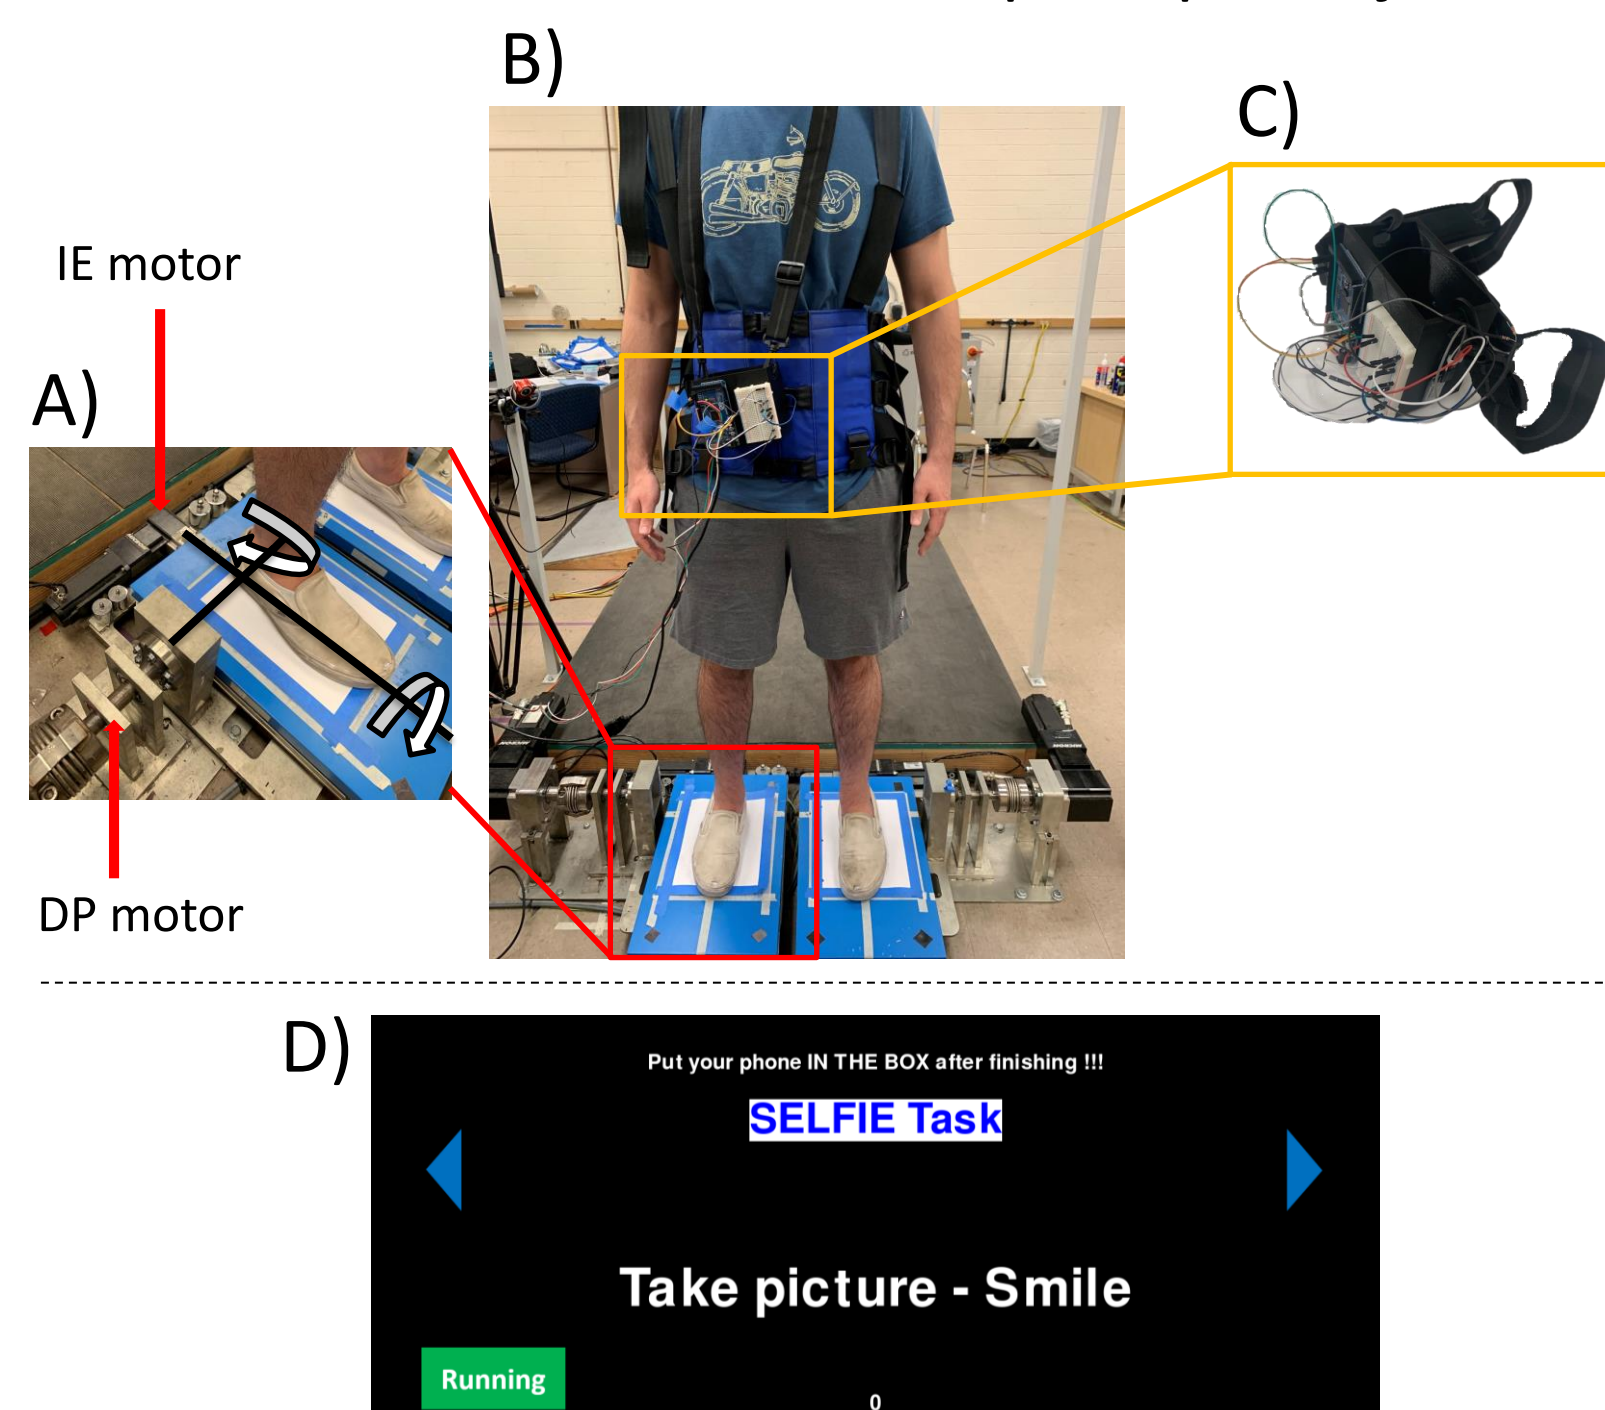 B)
C)
IE motor
A)
DP motor
D)
Put your phone IN THE BOX after finishing !!!
SELFIE Task
Take picture - Smile
Running
0